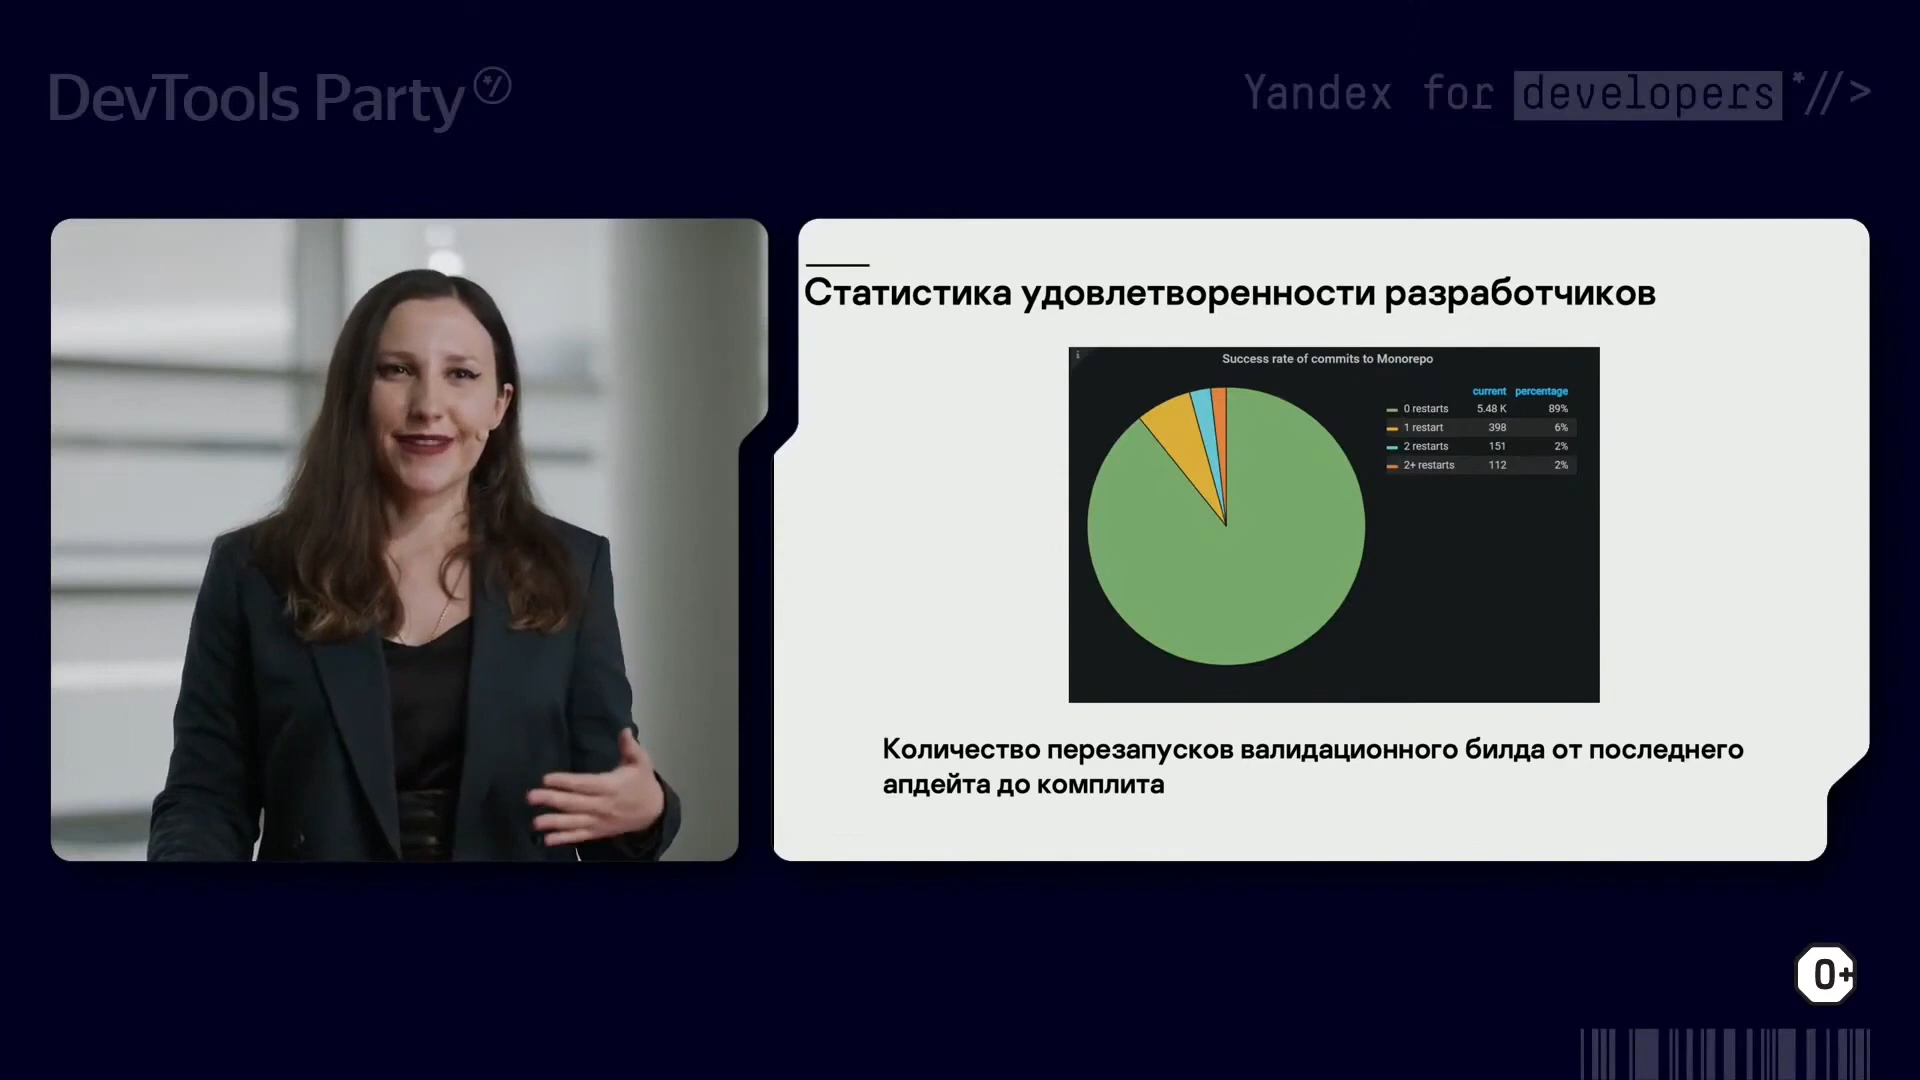 DevTools Party
Yandex for developers *//>
Статистика удовлетворенности разработчиков
Success rate of commits to Monorepo
current percentage
0 restarts 5.48 K 89%
1 restart 398 6%
2 restarts 151 2%
2+ restarts 112 2%
Количество перезапусков валидационного билда от последнего
апдейта до комплита
0+